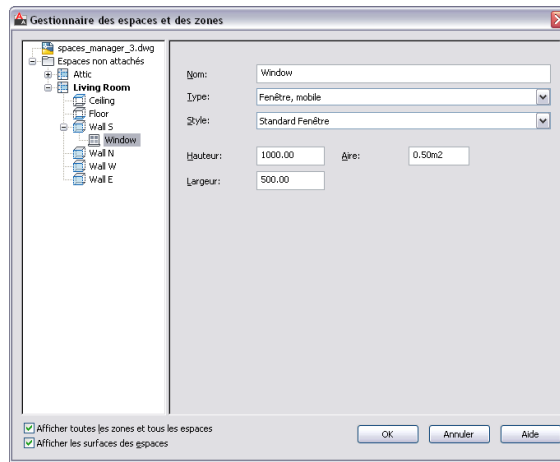 Gestionnaire des espaces et des zones
spaces_manager_3.dwg
Espaces non attachés
Attic
Living Room
Ceiling
Floor
Wall S
Window
Wall N
Wall W
Wall E
Nom: Window
Type: Fenêtre, mobile
Style: Standard Fenêtre
Hauteur: 1000.00 Aire: 0.50m2
Largeur: 500.00
Afficher toutes les zones et tous les espaces
Afficher les surfaces des espaces
OK Annuler Aide